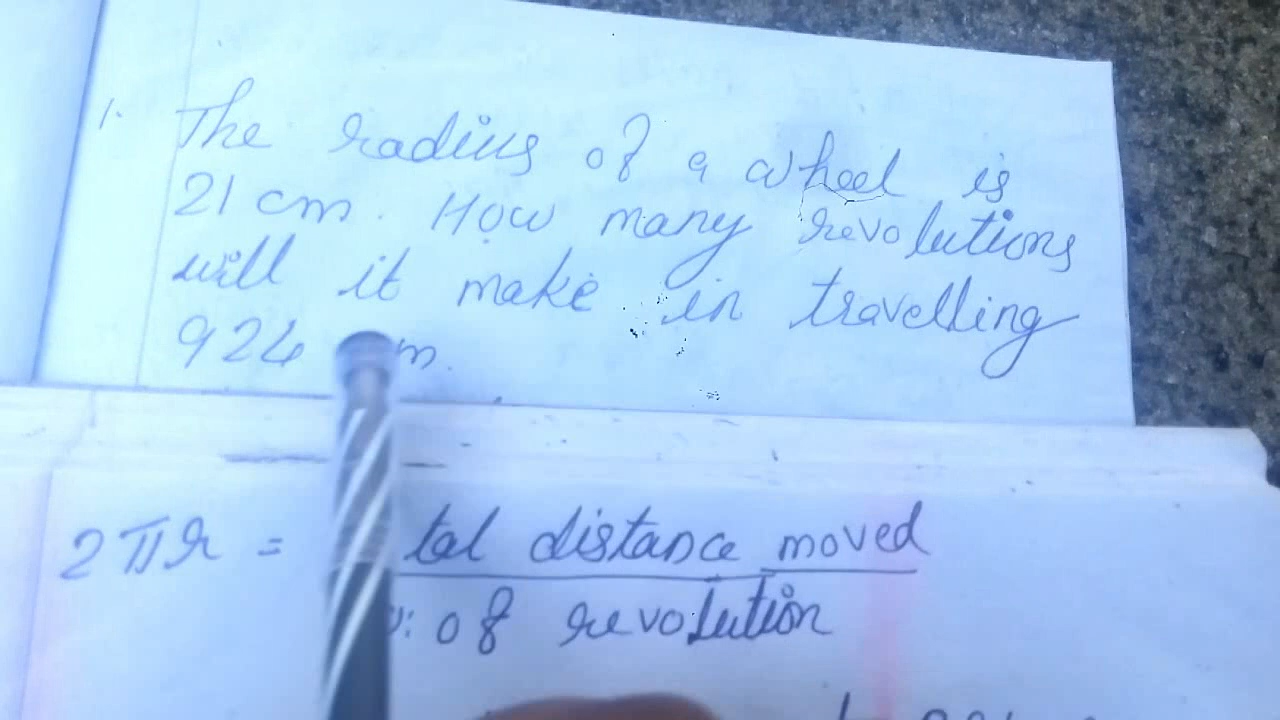 1. The radius of a wheel is
21 cm. How many revolutions
will it make in travelling
924 m.
2πr = tal distance moved
of revolution